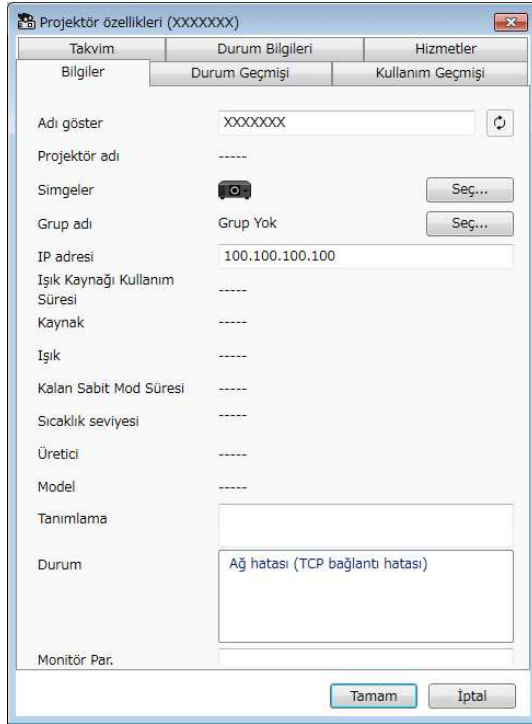 Projektör özellikleri (XXXXXXX)
Takvim Durum Bilgileri Hizmetler
Bilgiler Durum Geçmişi Kullanım Geçmişi
Adı göster XXXXXXX
Projektör adı -----
Simgeler Seç...
Grup adı Grup Yok Seç...
IP adresi 100.100.100.100
Işık Kaynağı Kullanım
Süresi -----
Kaynak -----
Işık -----
Kalan Sabit Mod Süresi -----
Sıcaklık seviyesi -----
Üretici -----
Model -----
Tanımlama
Durum Ağ hatası (TCP bağlantı hatası)
Monitör Par.
Tamam İptal